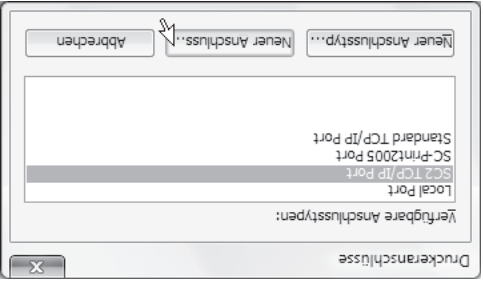 Druckeranschlüsse
X
Verfügbare Anschlusstypen:
Local Port
SC2 TCP/IP Port
SC-Print2005 Port
Standard TCP/IP Port
Neuer Anschlusstyp... Neuer Anschluss... Abbrechen